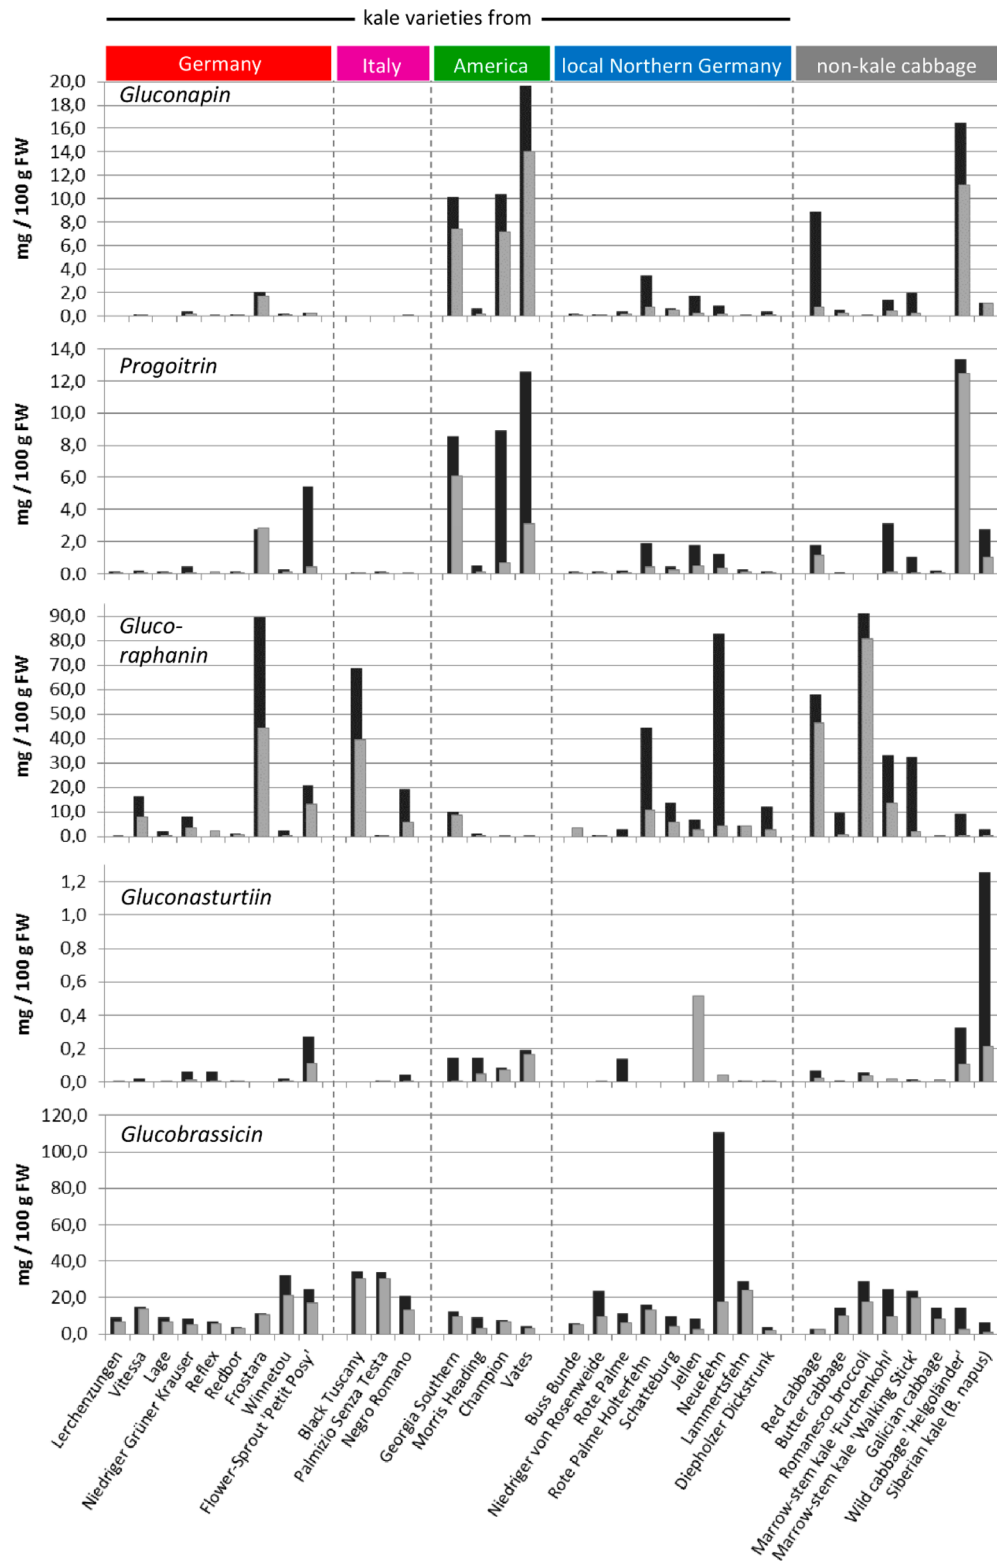 kale varieties from
Germany Italy America local Northern Germany non-kale cabbage
Gluconapin
mg / 100 g FW
20,0
18,0
16,0
14,0
12,0
10,0
8,0
6,0
4,0
2,0
0,0
Progoitrin
mg / 100 g FW
14,0
12,0
10,0
8,0
6,0
4,0
2,0
0.0
Gluco-
raphanin
mg / 100 g FW
90,0
80,0
70,0
60,0
50,0
40,0
30,0
20,0
10,0
0,0
Gluconasturtiin
mg / 100 g FW
1,2
1,0
0,8
0,6
0,4
0,2
0,0
Glucobrassicin
mg / 100 g FW
120,0
100,0
80,0
60,0
40,0
20,0
0,0
Lerchenzungen
Vitessa
Lage
Niedriger Grüner Krauser
Reflex
Redbor
Frostara
Winnetou
Flower-Sprout 'Petit Posy'
Black Tuscany
Palmizio Senza Testa
Negro Romano
Georgia Southern
Morris Heading
Champion
Vates
Buss Bunde
Niedriger von Rosenweide
Rote Palme
Rote Palme Holterfehn
Schatteburg
Jellen
Neuefehn
Lammertsfehn
Diepholzer Dickstrunk
Red cabbage
Butter cabbage
Romanesco broccoli
Marrow-stem kale 'Furchenkohl'
Marrow-stem kale 'Walking Stick'
Galician cabbage
Wild cabbage 'Helgoländer'
Siberian kale (B. napus)